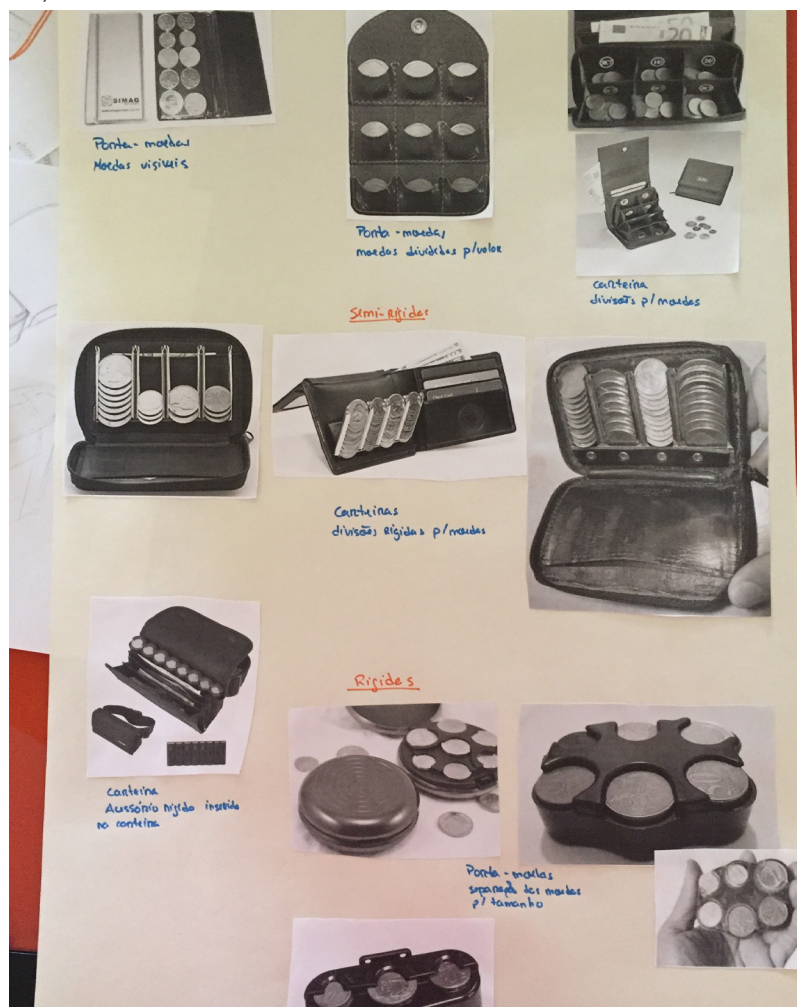 SIMAG
Porta-moedas
Moedas visíveis
Porta-moedas
moedas divididas p/valor
carteira
divisões p/moedas
Semi-rígidos
Carteiras
divisões rígidas p/moedas
Rígidos
carteira
Acessório rígido inserido
na carteira
Porta-moedas
separação das moedas
p/tamanho